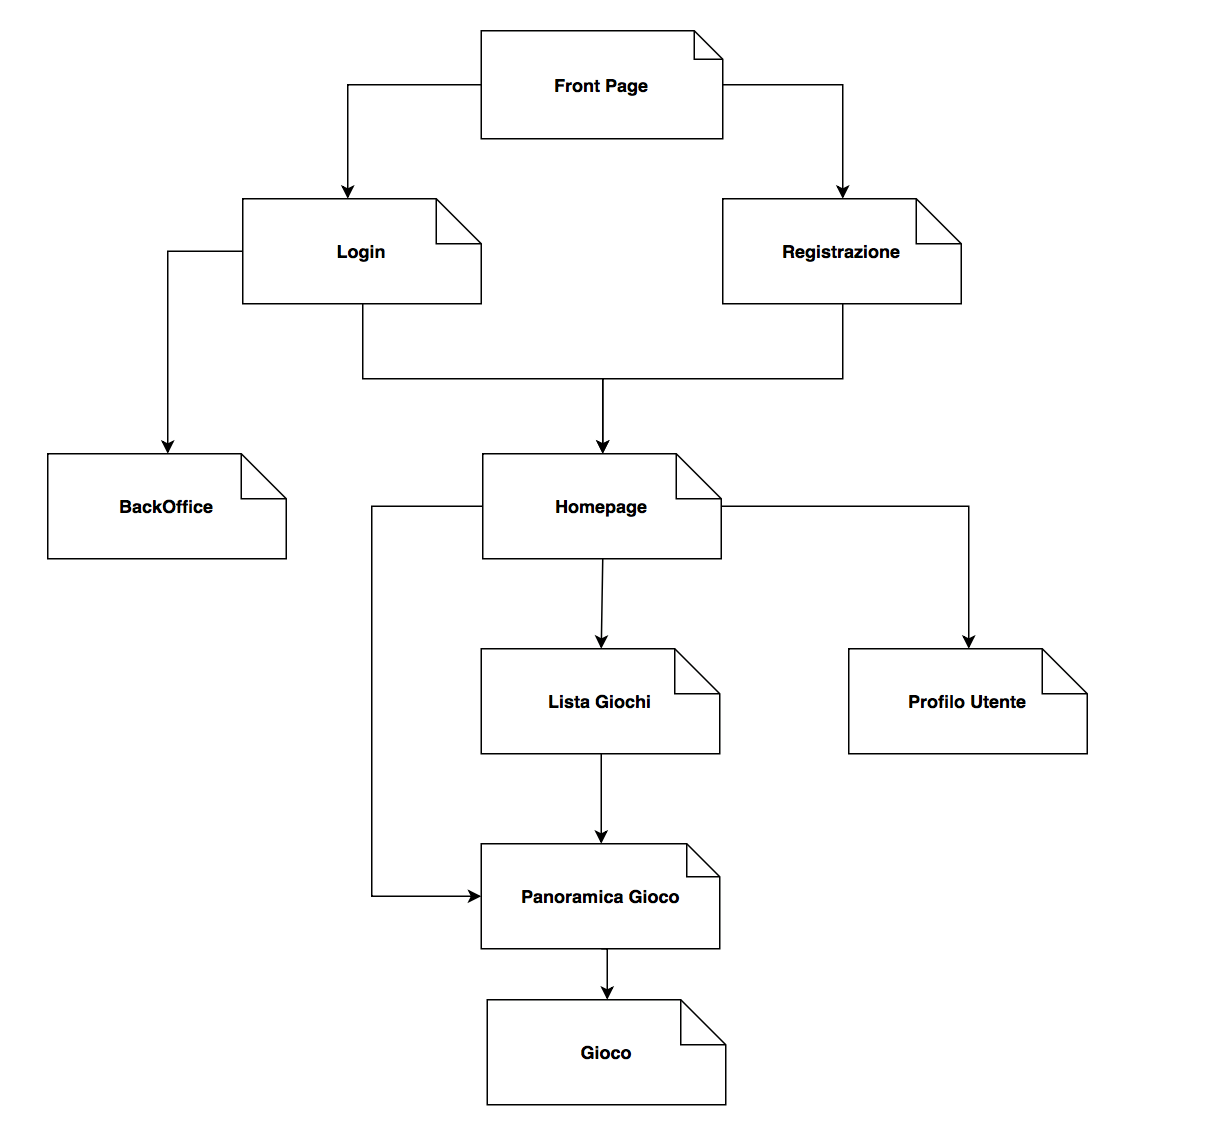 Front Page
Login
Registrazione
BackOffice
Homepage
Lista Giochi
Profilo Utente
Panoramica Gioco
Gioco